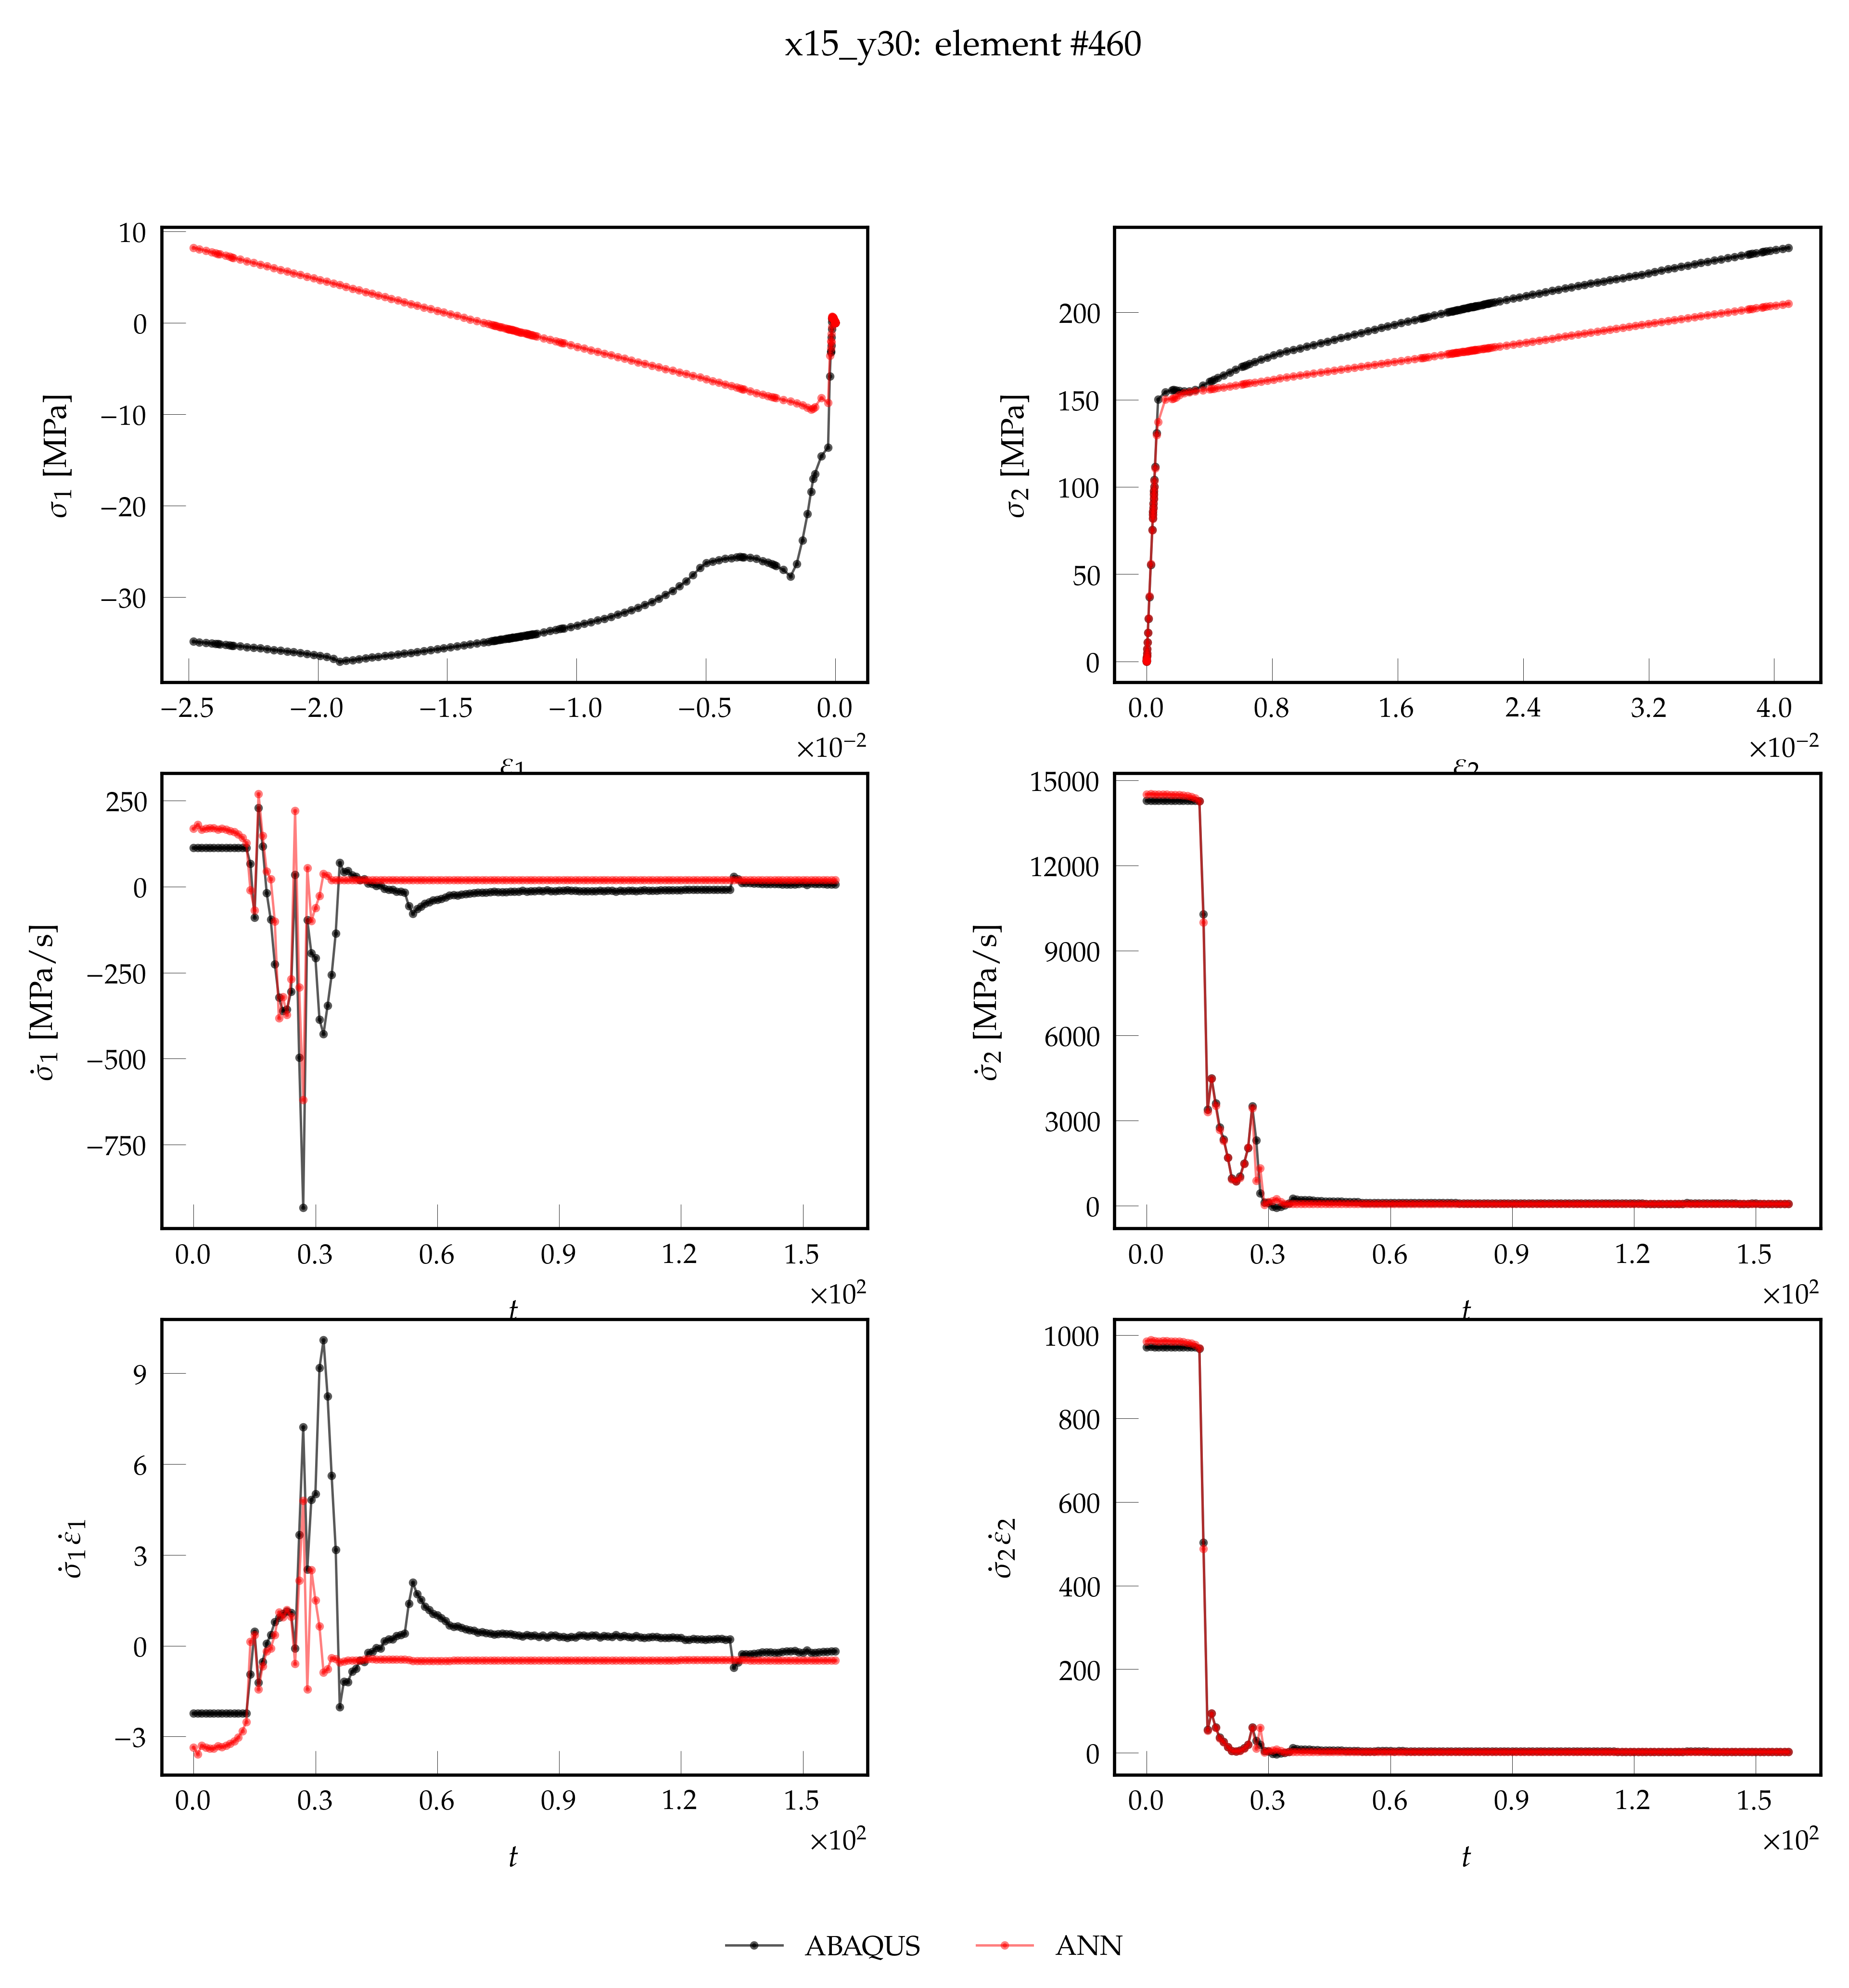 x15_y30: element #460
10
0
−10
−20
−30
σ1 [MPa]
−2.5 −2.0 −1.5 −1.0 −0.5 0.0
×10−2
ε1
200
150
100
50
0
σ2 [MPa]
0.0 0.8 1.6 2.4 3.2 4.0
×10−2
ε2
250
0
−250
−500
−750
σ̇1 [MPa/s]
0.0 0.3 0.6 0.9 1.2 1.5
×102
t
15000
12000
9000
6000
3000
0
σ̇2 [MPa/s]
0.0 0.3 0.6 0.9 1.2 1.5
×102
t
9
6
3
0
−3
σ̇1ε̇1
0.0 0.3 0.6 0.9 1.2 1.5
×102
t
1000
800
600
400
200
0
σ̇2ε̇2
0.0 0.3 0.6 0.9 1.2 1.5
×102
t
ABAQUS ANN